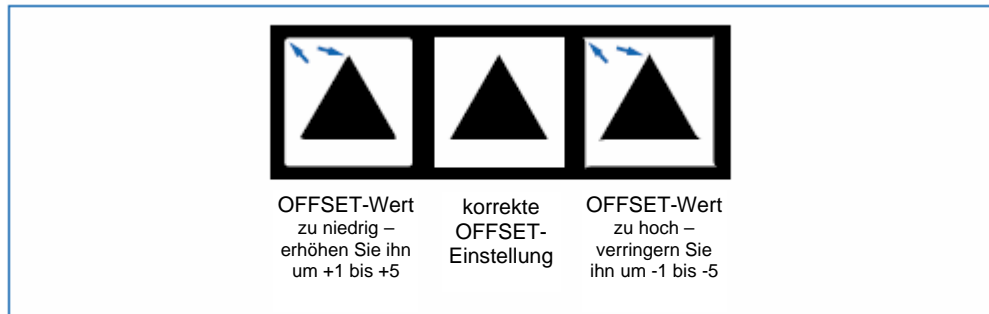 OFFSET-Wert
zu niedrig –
erhöhen Sie ihn
um +1 bis +5
korrekte
OFFSET-
Einstellung
OFFSET-Wert
zu hoch –
verringern Sie
ihn um -1 bis -5